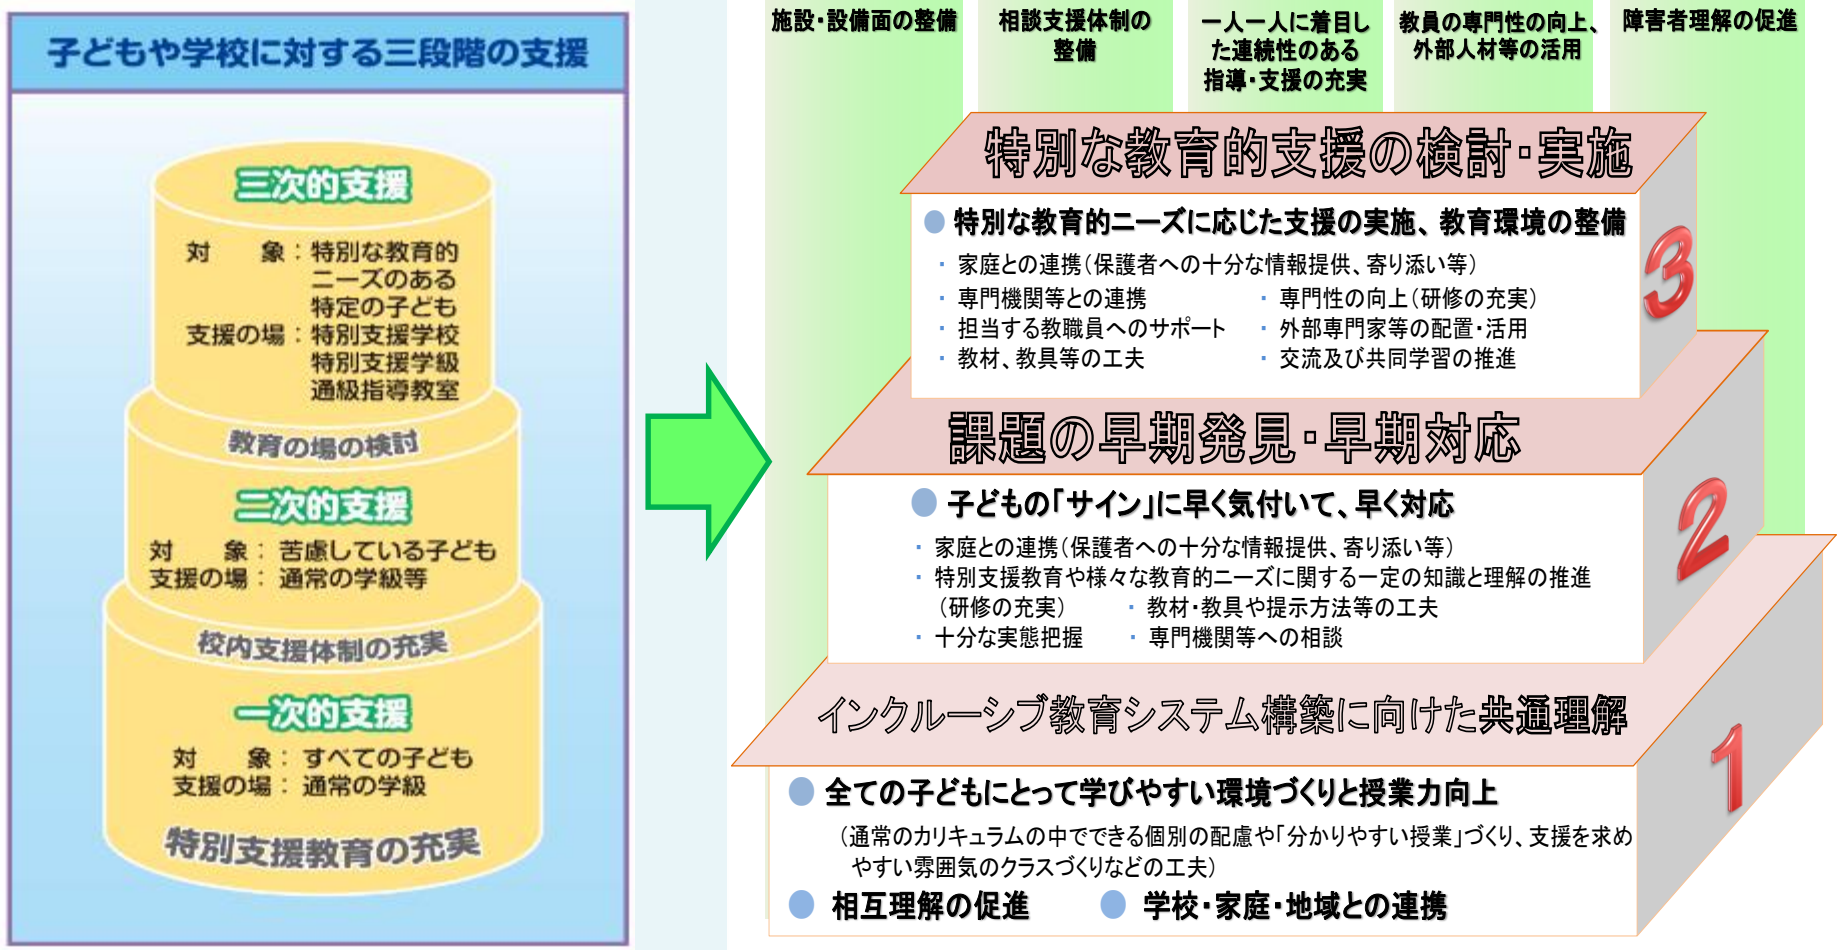 子どもや学校に対する三段階の支援
三次的支援
対　　象：特別な教育的
ニーズのある
特定の子ども
支援の場：特別支援学校
特別支援学級
通級指導教室
教育の場の検討
二次的支援
対　　象：苦慮している子ども
支援の場：通常の学級等
校内支援体制の充実
一次的支援
対　　象：すべての子ども
支援の場：通常の学級
特別支援教育の充実
施設・設備面の整備
相談支援体制の
整備
一人一人に着目し
た連続性のある
指導・支援の充実
教員の専門性の向上、
外部人材等の活用
障害者理解の促進
特別な教育的支援の検討・実施
● 特別な教育的ニーズに応じた支援の実施、教育環境の整備
・ 家庭との連携（保護者への十分な情報提供、寄り添い等）
・ 専門機関等との連携　・ 専門性の向上（研修の充実）
・ 担当する教職員へのサポート　・ 外部専門家等の配置・活用
・ 教材、教具等の工夫　・ 交流及び共同学習の推進
3
課題の早期発見・早期対応
● 子どもの「サイン」に早く気付いて、早く対応
・ 家庭との連携（保護者への十分な情報提供、寄り添い等）
・ 特別支援教育や様々な教育的ニーズに関する一定の知識と理解の推進
（研修の充実）　・ 教材・教具や提示方法等の工夫
・ 十分な実態把握　・ 専門機関等への相談
2
インクルーシブ教育システム構築に向けた共通理解
● 全ての子どもにとって学びやすい環境づくりと授業力向上
（通常のカリキュラムの中でできる個別の配慮や「分かりやすい授業」づくり、支援を求め
やすい雰囲気のクラスづくりなどの工夫）
● 相互理解の促進　● 学校・家庭・地域との連携
1